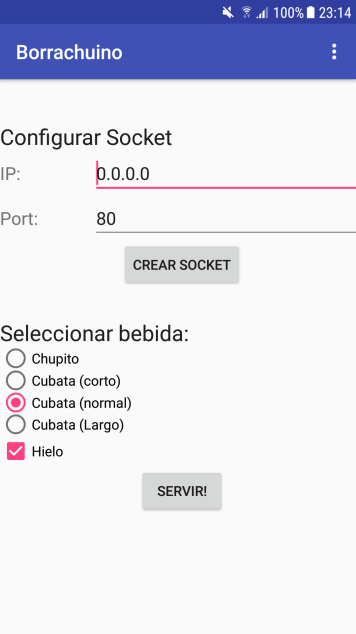 100% 23:14
Borrachuino
Configurar Socket
IP: 0.0.0.0
Port: 80
CREAR SOCKET
Seleccionar bebida:
Chupito
Cubata (corto)
Cubata (normal)
Cubata (Largo)
Hielo
SERVIR!